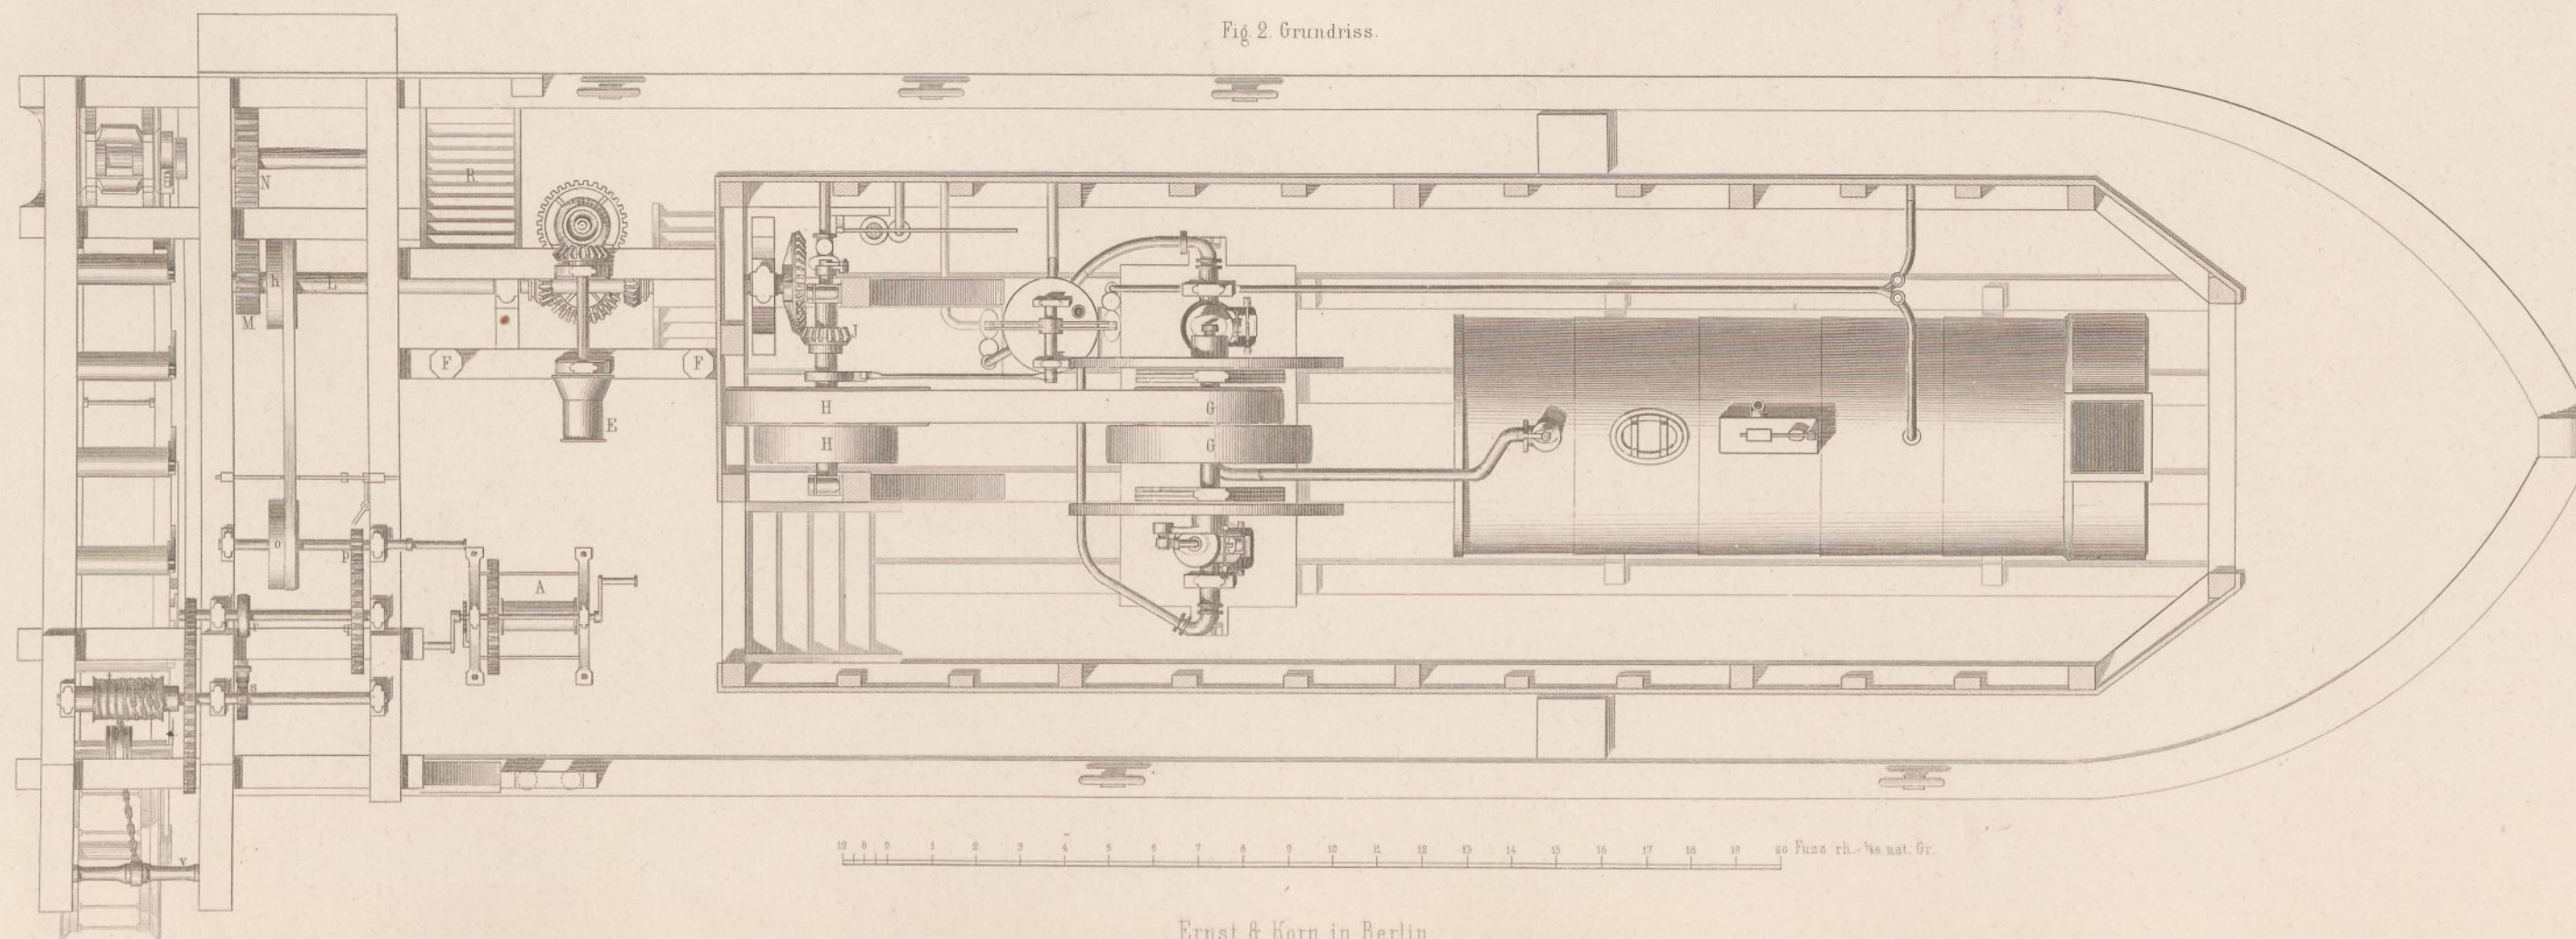 Fig. 2. Grundriss.
N
R
h
L
M
J
F
F
H
G
E
H
G
o
p
A
r
s
t
v
12 6 0 1 2 3 4 5 6 7 8 9 10 11 12 13 14 15 16 17 18 19 20 Fuss rh. - 1/48 nat. Gr.
Ernst & Korn in Berlin